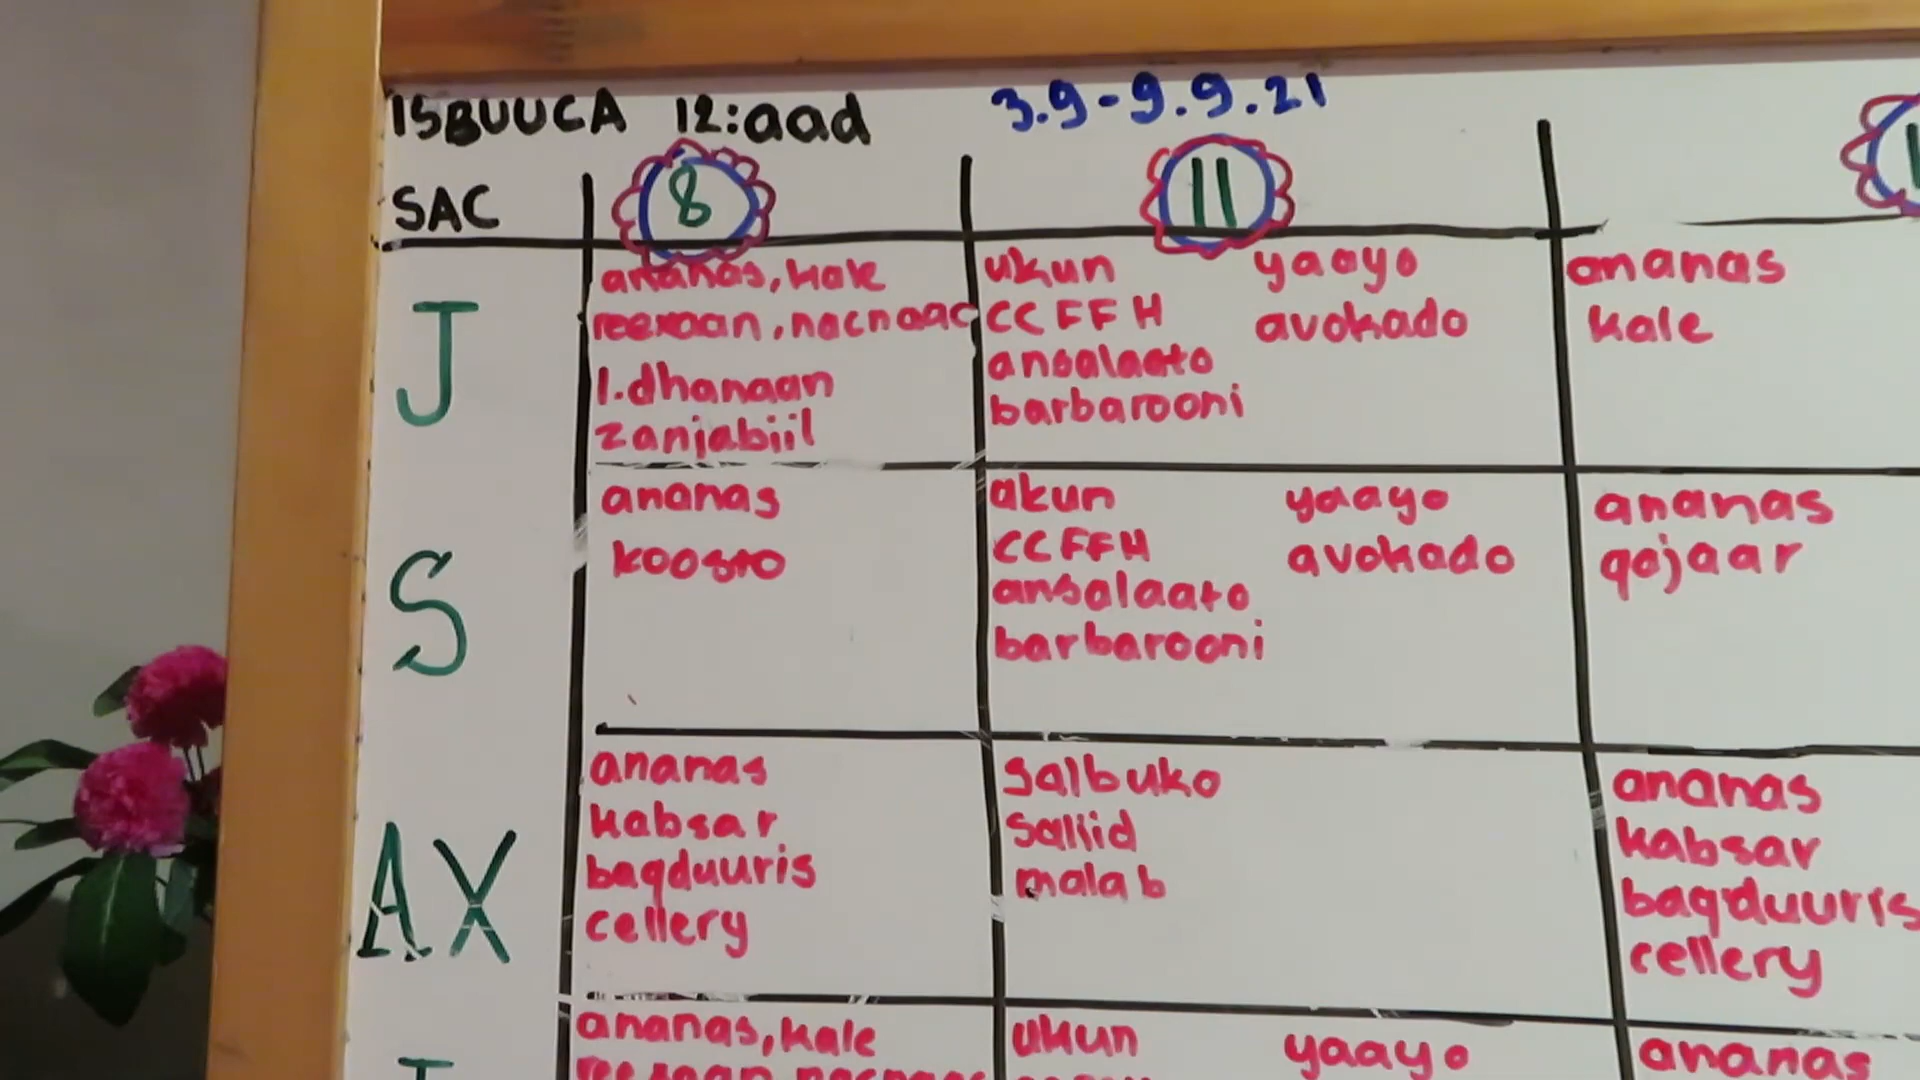 ISBUUCA 12:aad 3.9-9.9.21
SAC 8 11
J
ananas, kale
reexaan, nacnaac
l.dhanaan
zanjabiil
ukun yaayo
CCFFH avokado
ansalaato
barbarooni
ananas
kale
S
ananas
koosto
ukun yaayo
CCFFH avokado
ansalaato
barbarooni
ananas
qajaar
AX
ananas
kabsar
baqduuris
cellery
salbuko
saliid
malab
ananas
kabsar
baqduuris
cellery
ananas, kale
ukun yaayo
ananas